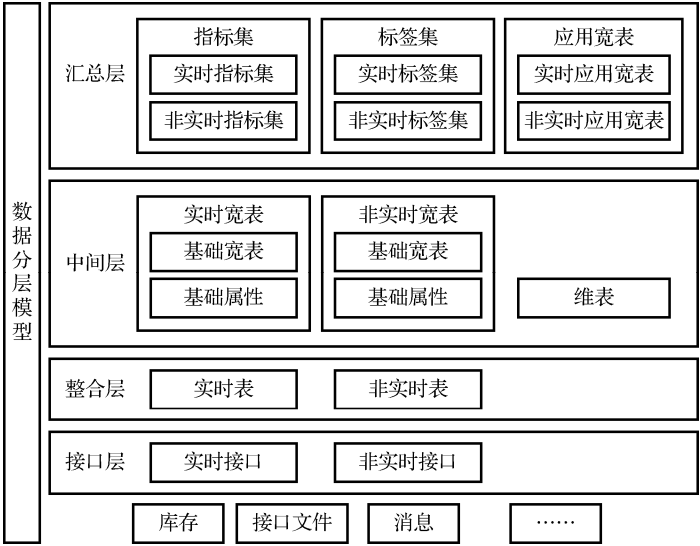 数据分层模型
汇总层
指标集
实时指标集
非实时指标集
标签集
实时标签集
非实时标签集
应用宽表
实时应用宽表
非实时应用宽表
中间层
实时宽表
基础宽表
基础属性
非实时宽表
基础宽表
基础属性
维表
整合层
实时表
非实时表
接口层
实时接口
非实时接口
库存
接口文件
消息
……